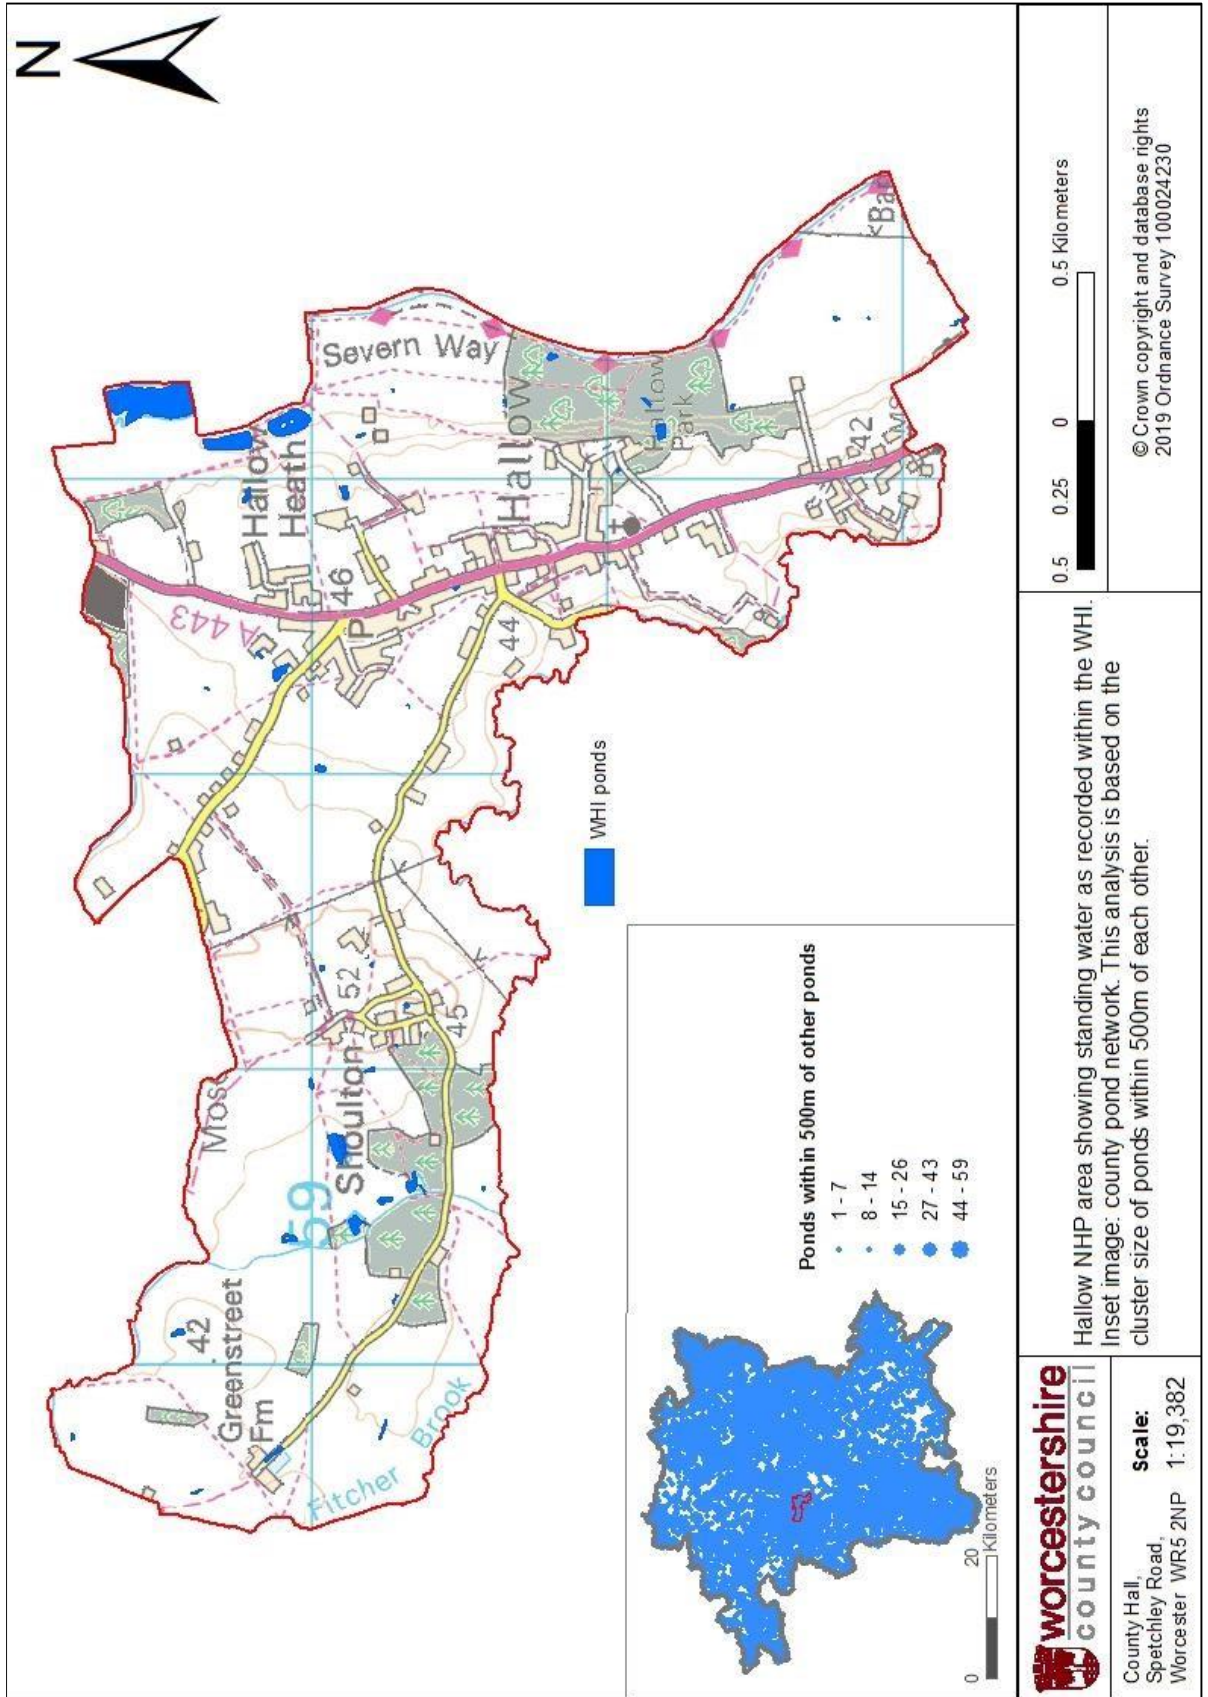 N
A 443
Hallow
Heath
46
P
Severn Way
Hallow
Hallow
Park
44
42
Mos
52
Shoulton
45
59
42
Greenstreet
Fm
Fitcher Brook
WHI ponds
Ponds within 500m of other ponds
1 - 7
8 - 14
15 - 26
27 - 43
44 - 59
0 20
Kilometers
worcestershire
county council
County Hall,
Spetchley Road,
Worcester WR5 2NP
Scale:
1:19,382
Hallow NHP area showing standing water as recorded within the WHI.
Inset image: county pond network. This analysis is based on the
cluster size of ponds within 500m of each other.
0.5 0.25 0 0.5 Kilometers
© Crown copyright and database rights
2019 Ordnance Survey 100024230